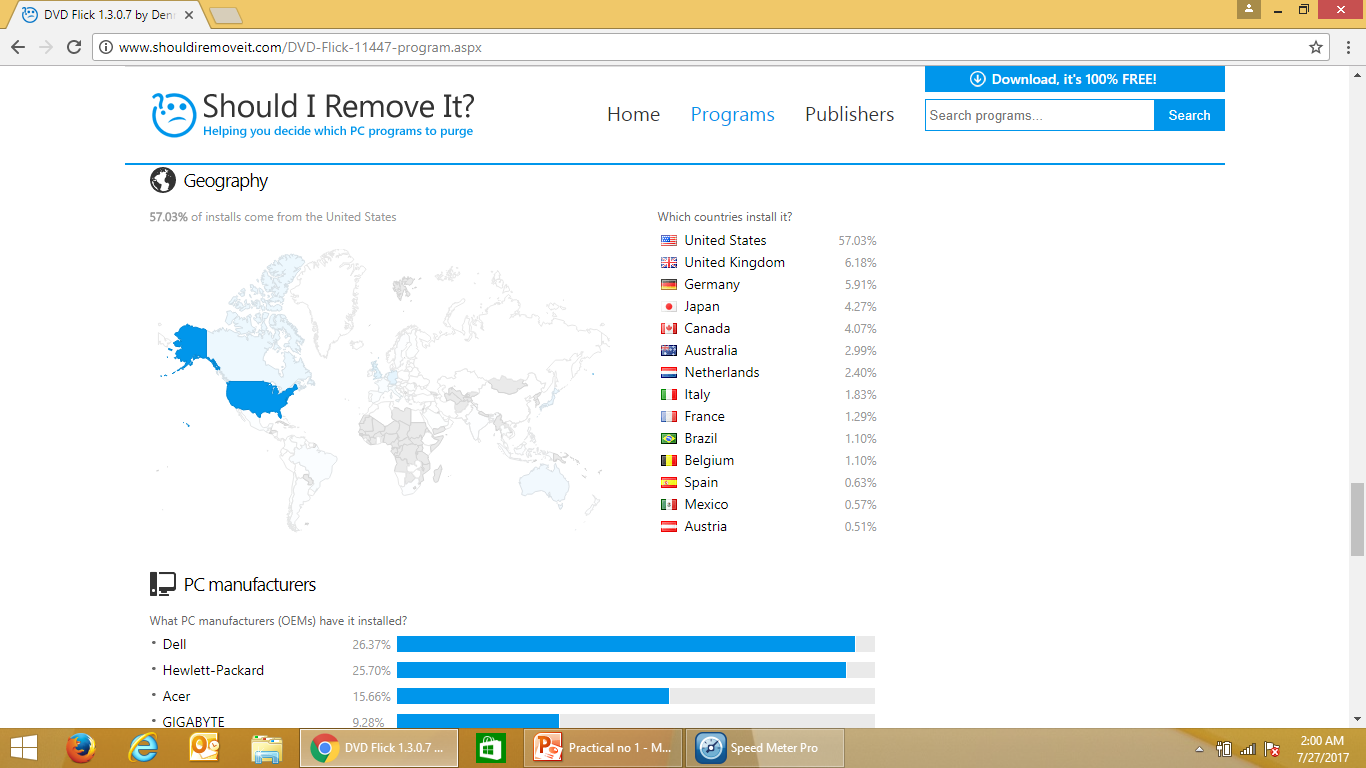 DVD Flick 1.3.0.7 by Den
www.shouldiremoveit.com/DVD-Flick-11447-program.aspx
Should I Remove It?
Helping you decide which PC programs to purge
Home
Programs
Publishers
Download, it's 100% FREE!
Search programs...
Search
Geography
57.03% of installs come from the United States
Which countries install it?
United States 57.03%
United Kingdom 6.18%
Germany 5.91%
Japan 4.27%
Canada 4.07%
Australia 2.99%
Netherlands 2.40%
Italy 1.83%
France 1.29%
Brazil 1.10%
Belgium 1.10%
Spain 0.63%
Mexico 0.57%
Austria 0.51%
PC manufacturers
What PC manufacturers (OEMs) have it installed?
• Dell 26.37%
• Hewlett-Packard 25.70%
• Acer 15.66%
• GIGABYTE 9.28%
DVD Flick 1.3.0.7 ...
Practical no 1 - M...
Speed Meter Pro
2:00 AM
7/27/2017